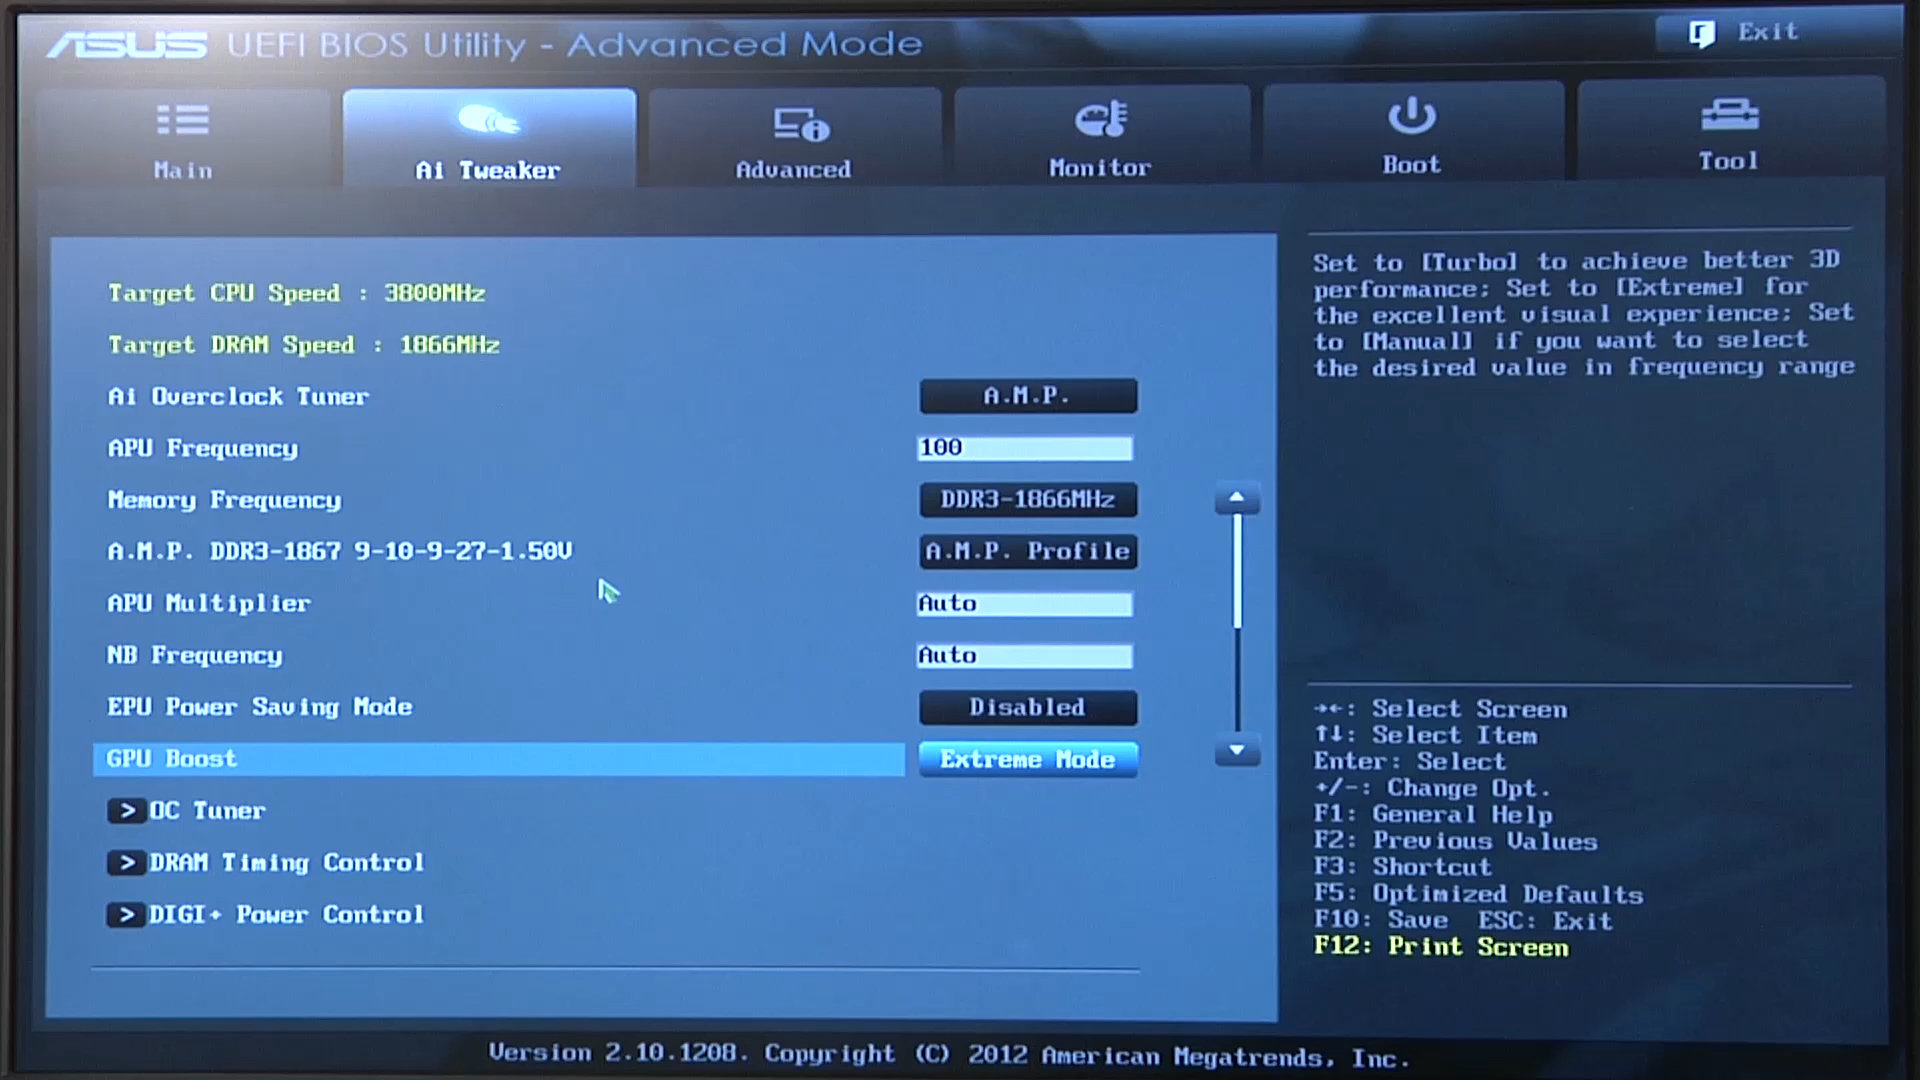 ASUS UEFI BIOS Utility - Advanced Mode
Exit
Main
Ai Tweaker
Advanced
Monitor
Boot
Tool
Target CPU Speed : 3800MHz
Target DRAM Speed : 1866MHz
Ai Overclock Tuner A.M.P.
APU Frequency 100
Memory Frequency DDR3-1866MHz
A.M.P. DDR3-1867 9-10-9-27-1.50V A.M.P. Profile
APU Multiplier Auto
NB Frequency Auto
EPU Power Saving Mode Disabled
GPU Boost Extreme Mode
> OC Tuner
> DRAM Timing Control
> DIGI+ Power Control
Set to [Turbo] to achieve better 3D
performance; Set to [Extreme] for
the excellent visual experience; Set
to [Manual] if you want to select
the desired value in frequency range
→←: Select Screen
↑↓: Select Item
Enter: Select
+/-: Change Opt.
F1: General Help
F2: Previous Values
F3: Shortcut
F5: Optimized Defaults
F10: Save ESC: Exit
F12: Print Screen
Version 2.10.1208. Copyright (C) 2012 American Megatrends, Inc.